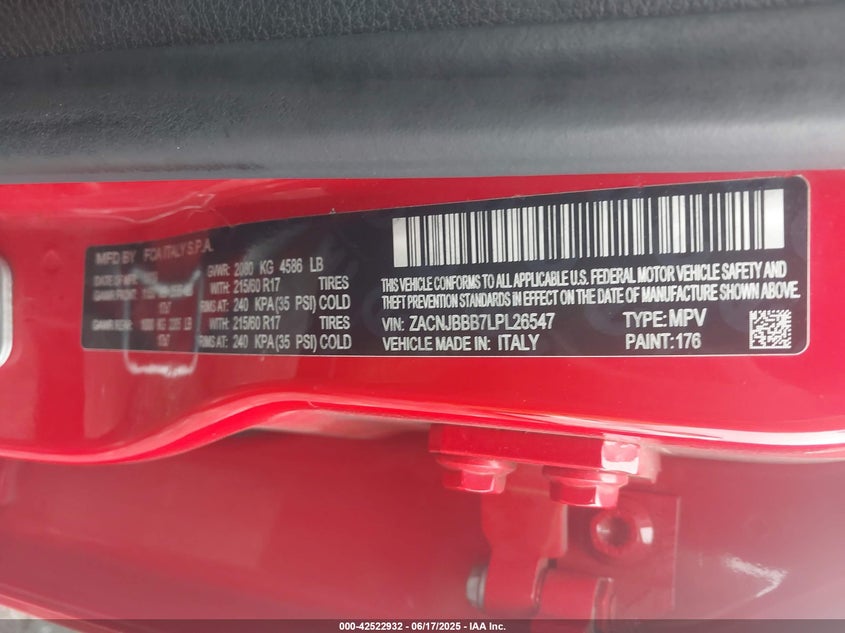 MFD BY FCA ITALY S.P.A.
GVWR: 2080 KG 4586 LB
WITH: 215/60 R17 TIRES
RIMS AT: 240 KPA(35 PSI) COLD
GAWR REAR:
WITH: 215/60 R17 TIRES
RIMS AT: 240 KPA(35 PSI) COLD
THIS VEHICLE CONFORMS TO ALL APPLICABLE U.S. FEDERAL MOTOR VEHICLE SAFETY AND
THEFT PREVENTION STANDARDS IN EFFECT ON THE DATE OF MANUFACTURE SHOWN ABOVE.
VIN: ZACNJBBB7LPL26547 TYPE: MPV
VEHICLE MADE IN: ITALY PAINT: 176
000-42522932 - 06/17/2025 - IAA Inc.